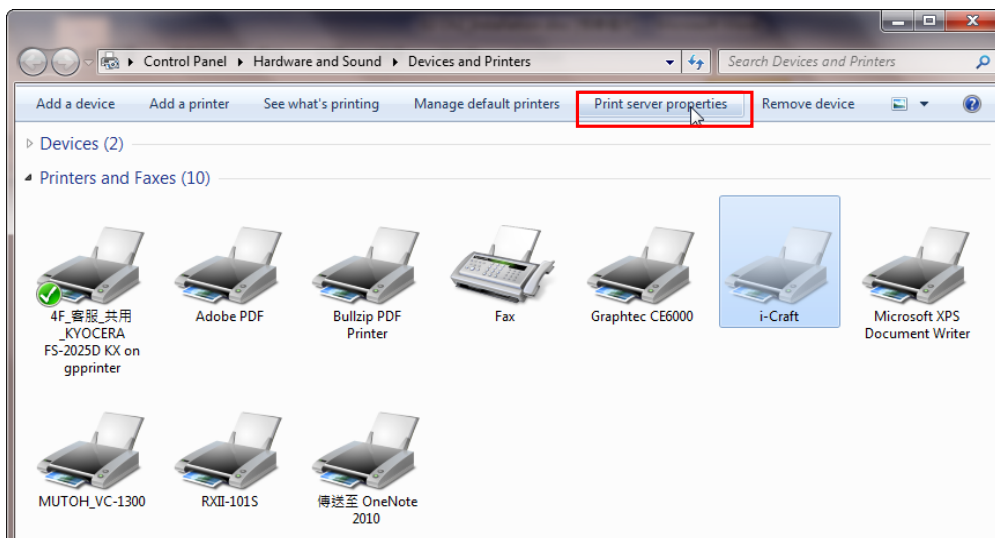 Control Panel Hardware and Sound Devices and Printers Search Devices and Printers
Add a device Add a printer See what's printing Manage default printers Print server properties Remove device
Devices (2)
Printers and Faxes (10)
4F_客服_共用
_KYOCERA
FS-2025D KX on
gpprinter
Adobe PDF
Bullzip PDF
Printer
Fax
Graphtec CE6000
i-Craft
Microsoft XPS
Document Writer
MUTOH_VC-1300
RXII-101S
傳送至 OneNote
2010